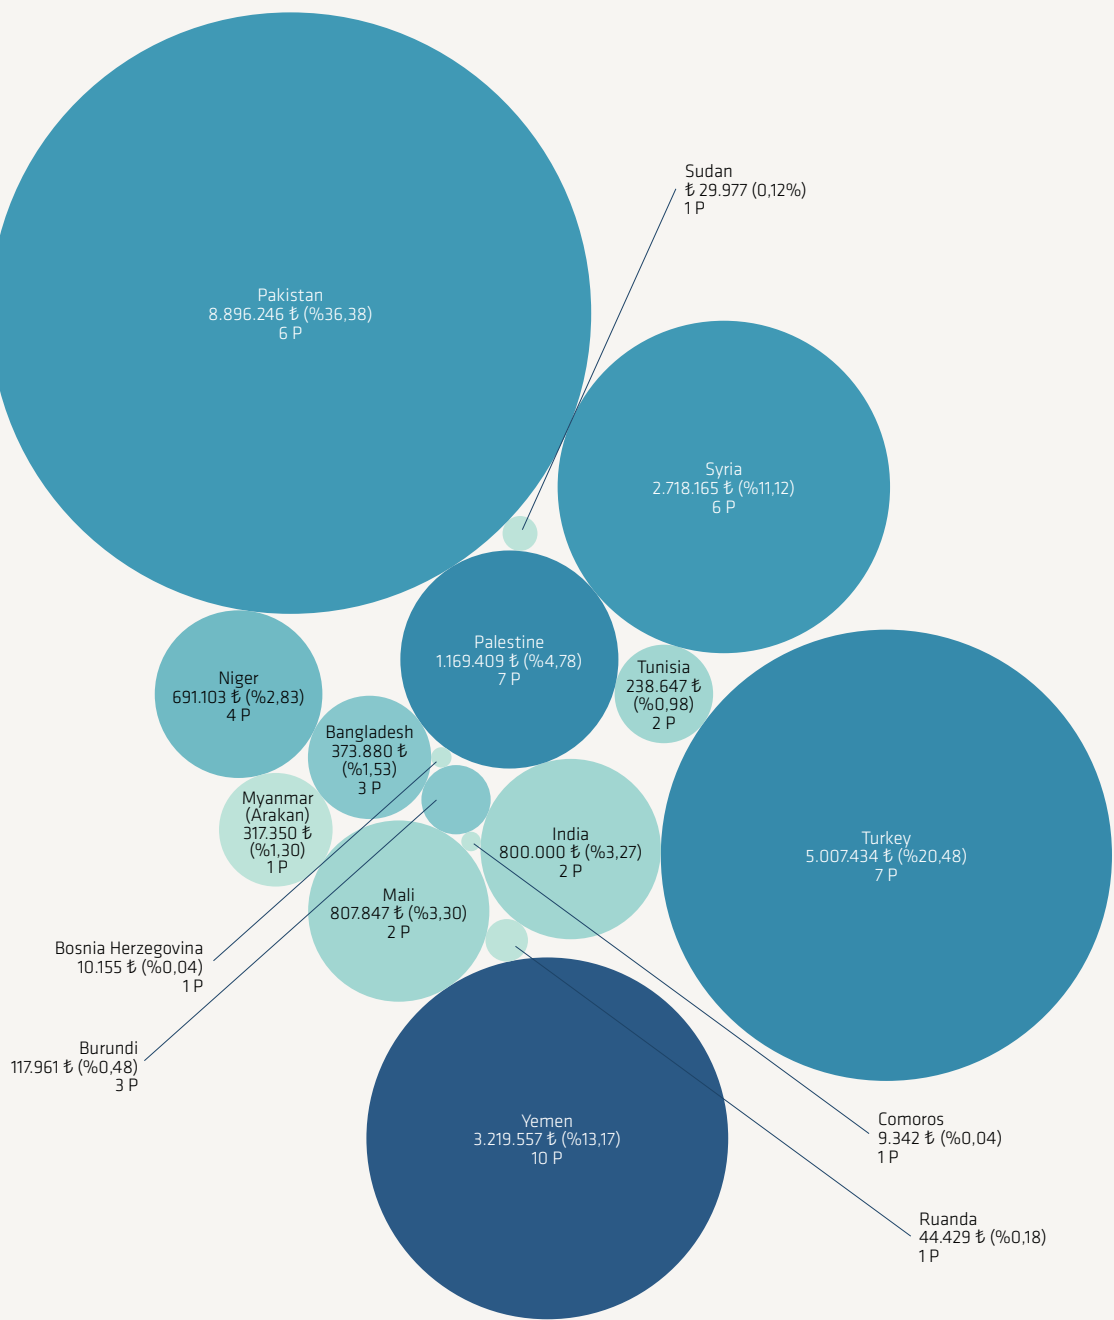 Sudan
₺ 29.977 (0,12%)
1 P
Pakistan
8.896.246 ₺ (%36,38)
6 P
Syria
2.718.165 ₺ (%11,12)
6 P
Palestine
1.169.409 ₺ (%4,78)
7 P
Tunisia
238.647 ₺
(%0,98)
2 P
Niger
691.103 ₺ (%2,83)
4 P
Bangladesh
373.880 ₺
(%1,53)
3 P
Myanmar
(Arakan)
317.350 ₺
(%1,30)
1 P
India
800.000 ₺ (%3,27)
2 P
Turkey
5.007.434 ₺ (%20,48)
7 P
Mali
807.847 ₺ (%3,30)
2 P
Bosnia Herzegovina
10.155 ₺ (%0,04)
1 P
Burundi
117.961 ₺ (%0,48)
3 P
Yemen
3.219.557 ₺ (%13,17)
10 P
Comoros
9.342 ₺ (%0,04)
1 P
Ruanda
44.429 ₺ (%0,18)
1 P